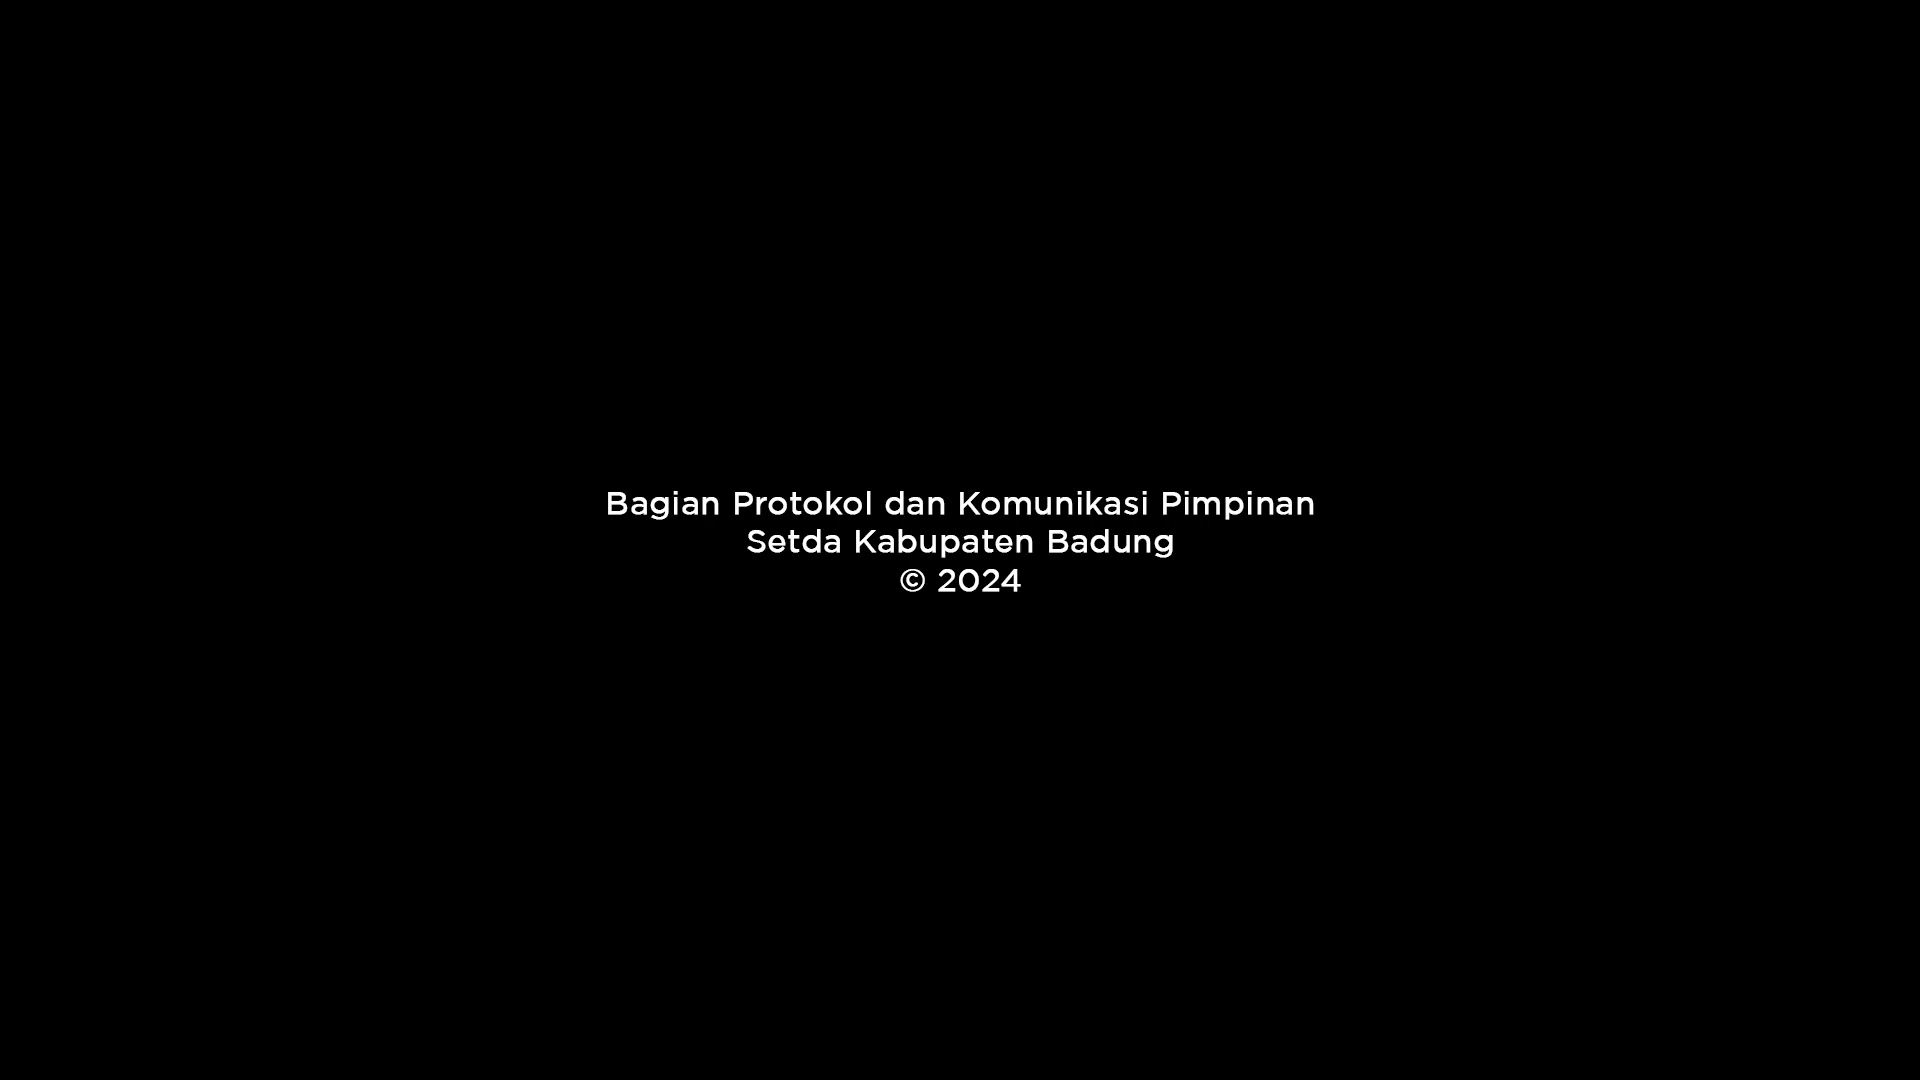 Bagian Protokol dan Komunikasi Pimpinan
Setda Kabupaten Badung
© 2024